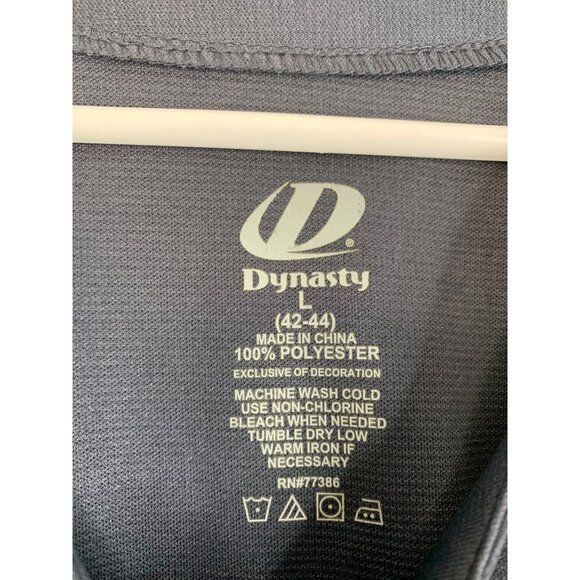 D®
Dynasty
L
(42-44)
MADE IN CHINA
100% POLYESTER
EXCLUSIVE OF DECORATION
MACHINE WASH COLD
USE NON-CHLORINE
BLEACH WHEN NEEDED
TUMBLE DRY LOW
WARM IRON IF
NECESSARY
RN#77386